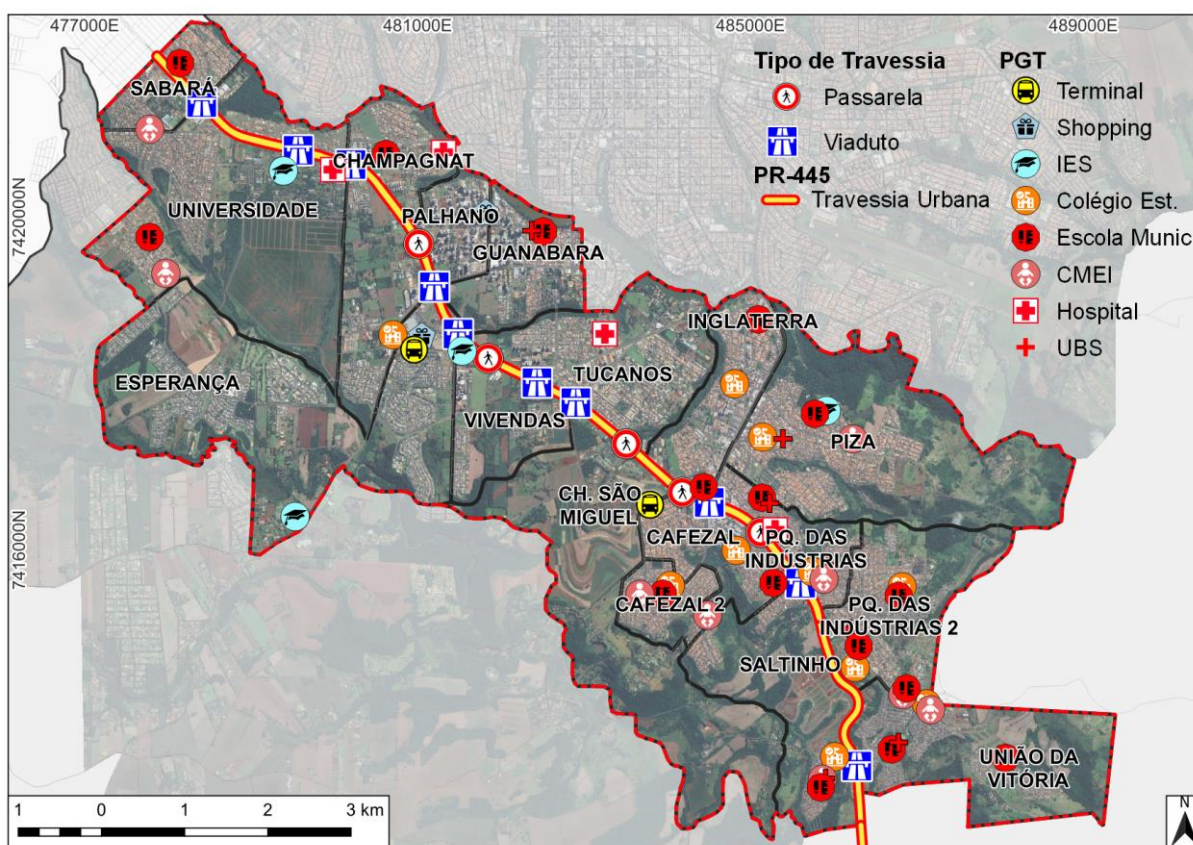 477000E
481000E
485000E
489000E
7420000N
7416000N
Tipo de Travessia
Passarela
Viaduto
PR-445
Travessia Urbana
PGT
Terminal
Shopping
IES
Colégio Est.
Escola Munic
CMEI
Hospital
UBS
SABARÁ
CHAMPAGNAT
UNIVERSIDADE
PALHANO
GUANABARA
INGLATERRA
ESPERANÇA
TUCANOS
VIVENDAS
PIZA
CH. SÃO
MIGUEL
CAFEZAL
PQ. DAS
INDÚSTRIAS
CAFEZAL 2
PQ. DAS
INDÚSTRIAS 2
SALTINHO
UNIÃO DA
VITÓRIA
1 0 1 2 3 km
N